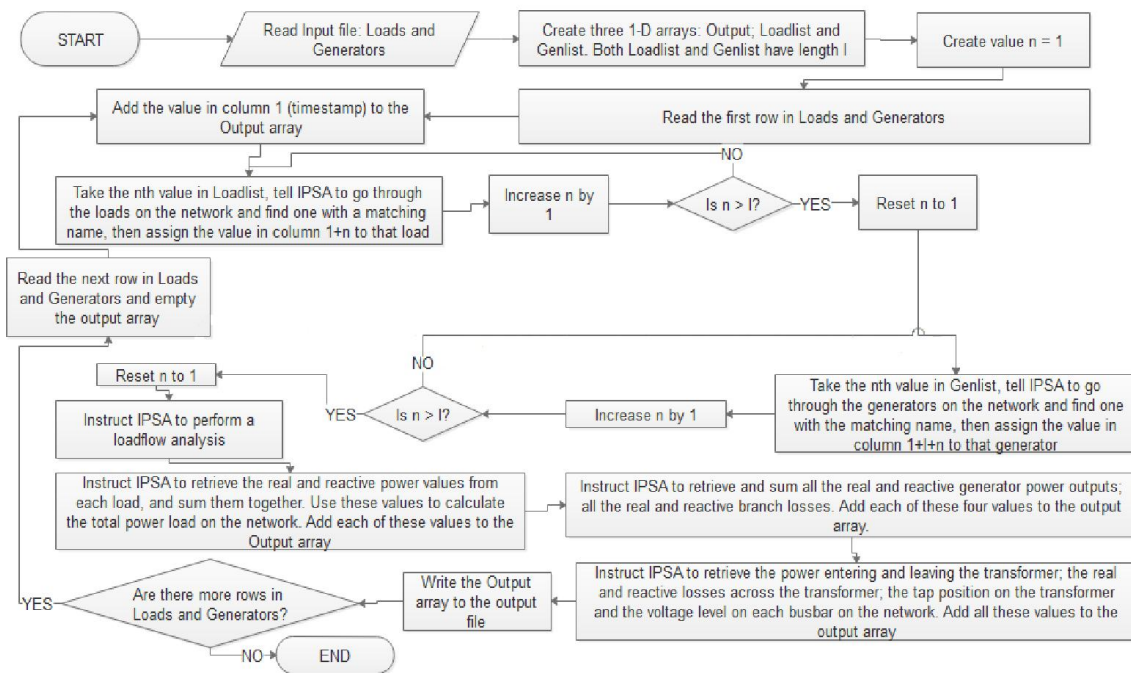 START
Read Input file: Loads and
Generators
Create three 1-D arrays: Output; Loadlist and
Genlist. Both Loadlist and Genlist have length l
Create value n = 1
Add the value in column 1 (timestamp) to the
Output array
Read the first row in Loads and Generators
Take the nth value in Loadlist, tell IPSA to go through
the loads on the network and find one with a matching
name, then assign the value in column 1+n to that load
Increase n by
1
NO
Is n > l?
YES
Reset n to 1
Read the next row in Loads
and Generators and empty
the output array
Take the nth value in Genlist, tell IPSA to go
through the generators on the network and find one
with the matching name, then assign the value in
column 1+l+n to that generator
Increase n by 1
NO
Is n > l?
YES
Reset n to 1
Instruct IPSA to perform a
loadflow analysis
Instruct IPSA to retrieve the real and reactive power values from
each load, and sum them together. Use these values to calculate
the total power load on the network. Add each of these values to the
Output array
Instruct IPSA to retrieve and sum all the real and reactive generator power outputs;
all the real and reactive branch losses. Add each of these four values to the output
array.
Instruct IPSA to retrieve the power entering and leaving the transformer; the real
and reactive losses across the transformer; the tap position on the transformer
and the voltage level on each busbar on the network. Add all these values to the
output array
Write the Output
array to the output
file
Are there more rows in
Loads and Generators?
YES
NO
END